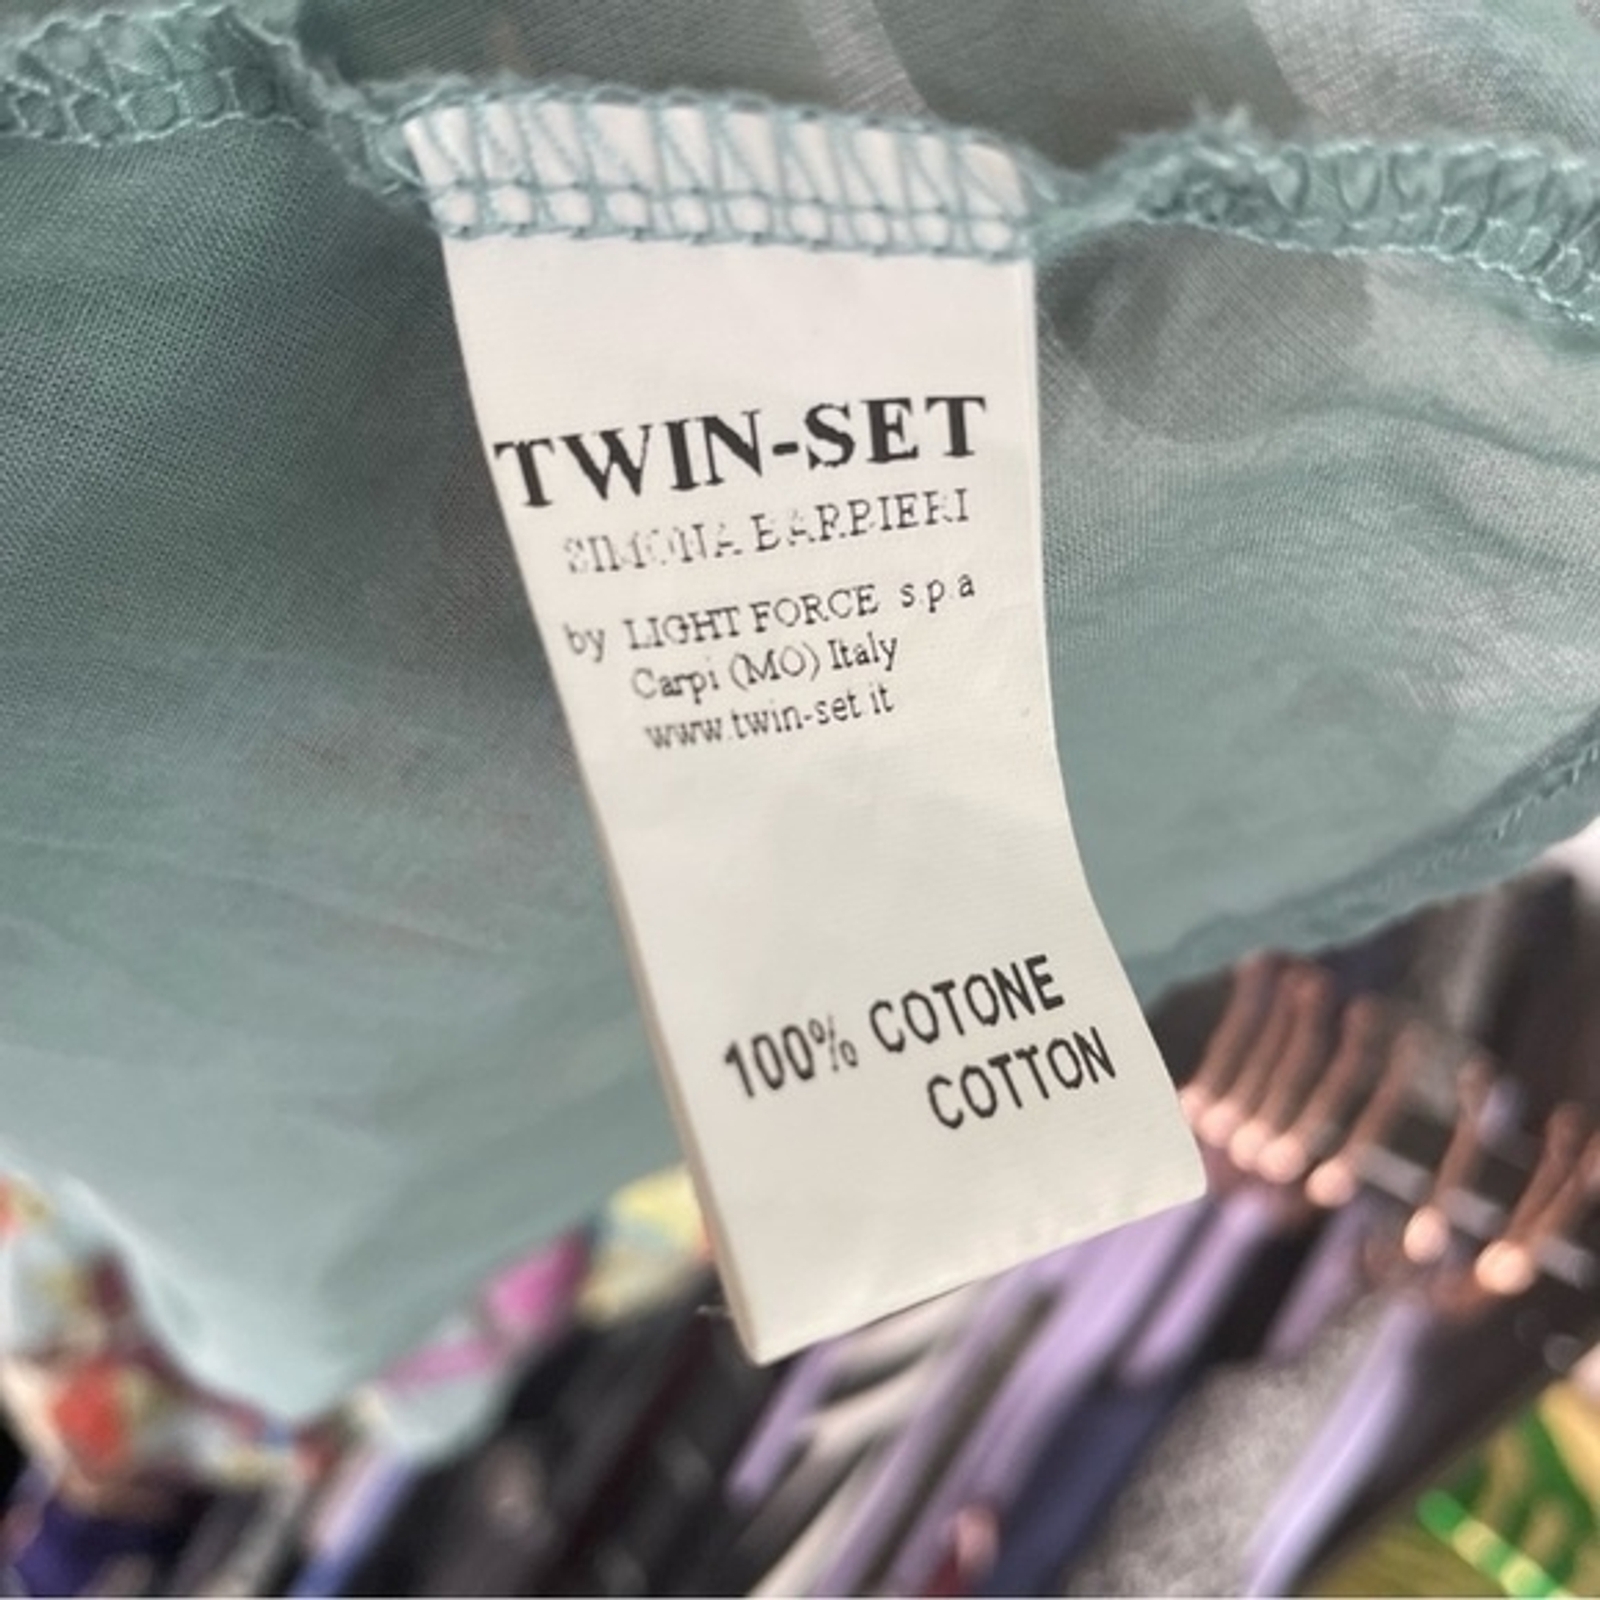 TWIN-SET
SIMONA BARBIERI
by LIGHT FORCE s.p.a
Carpi (MO) Italy
www.twin-set.it
100% COTONE
COTTON